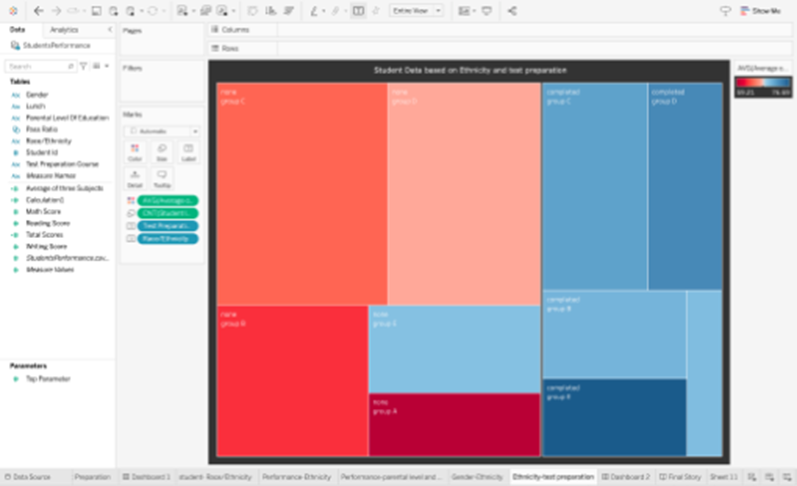 Entire View
Show Me
Data
Analytics
Pages
Columns
Rows
StudentsPerformance
Search
Filters
Tables
Gender
Lunch
Parental Level Of Education
Pass Ratio
Race/Ethnicity
Student Id
Test Preparation Course
Measure Names
Average of three Subjects
Calculation1
Math Score
Reading Score
Total Scores
Writing Score
StudentsPerformance.csv...
Measure Values
Parameters
Top Parameter
Marks
Automatic
Color
Size
Label
Detail
Tooltip
AVG(Average o..
CNT(Student..
Test Preparati..
Race/Ethnicity
Student Data based on Ethnicity and test preparation
none
group C
none
group D
completed
group C
completed
group D
none
group B
none
group E
none
group A
completed
group B
completed
group E
AVG(Average o...
Data Source
Preparation
Dashboard 1
student-Race/Ethnicity
Performance-Ethnicity
Performance-parental level and...
Gender-Ethnicity
Ethnicity-test preparation
Dashboard 2
Final Story
Sheet 11